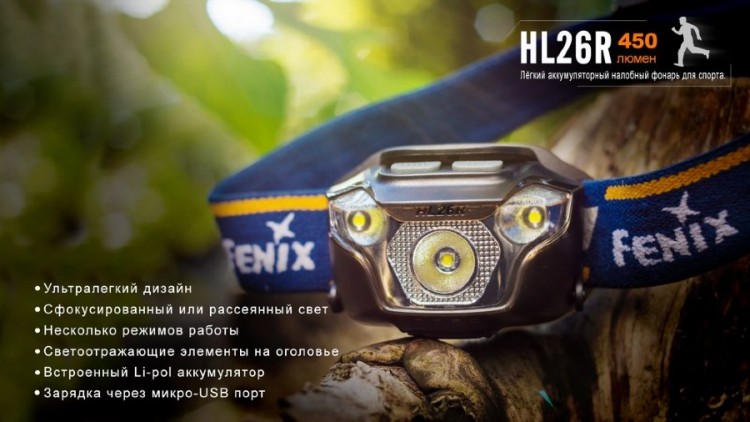 HL26R 450
люмен
Лёгкий аккумуляторный налобный фонарь для спорта.
HL26R
FENIX
FENIX
• Ультралегкий дизайн
• Сфокусированный или рассеянный свет
• Несколько режимов работы
• Светоотражающие элементы на оголовье
• Встроенный Li-pol аккумулятор
• Зарядка через микро-USB порт